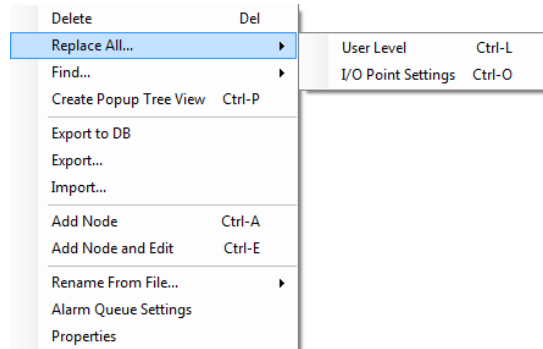 Delete Del
Replace All...
User Level Ctrl-L
Find...
I/O Point Settings Ctrl-O
Create Popup Tree View Ctrl-P
Export to DB
Export...
Import...
Add Node Ctrl-A
Add Node and Edit Ctrl-E
Rename From File...
Alarm Queue Settings
Properties